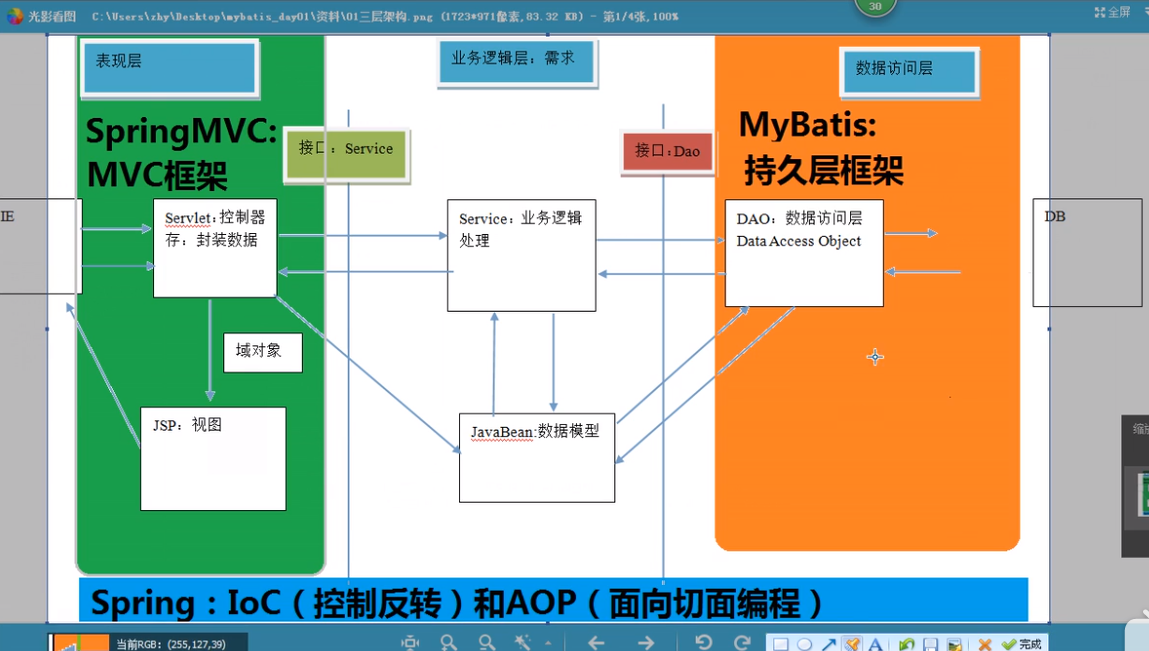 光影看图 C:\Users\zhy\Desktop\mybatis_day01\资料\01三层架构.png (1723*971像素,83.32 KB) - 第1/4张,100%
30
全屏
表现层
业务逻辑层：需求
数据访问层
SpringMVC:
MVC框架
接口：Service
接口:Dao
MyBatis:
持久层框架
IE
Servlet:控制器
存：封装数据
Service：业务逻辑
处理
DAO：数据访问层
Data Access Object
DB
域对象
JSP：视图
JavaBean:数据模型
Spring：IoC（控制反转）和AOP（面向切面编程）
当前RGB：(255,127,39)
A
完成